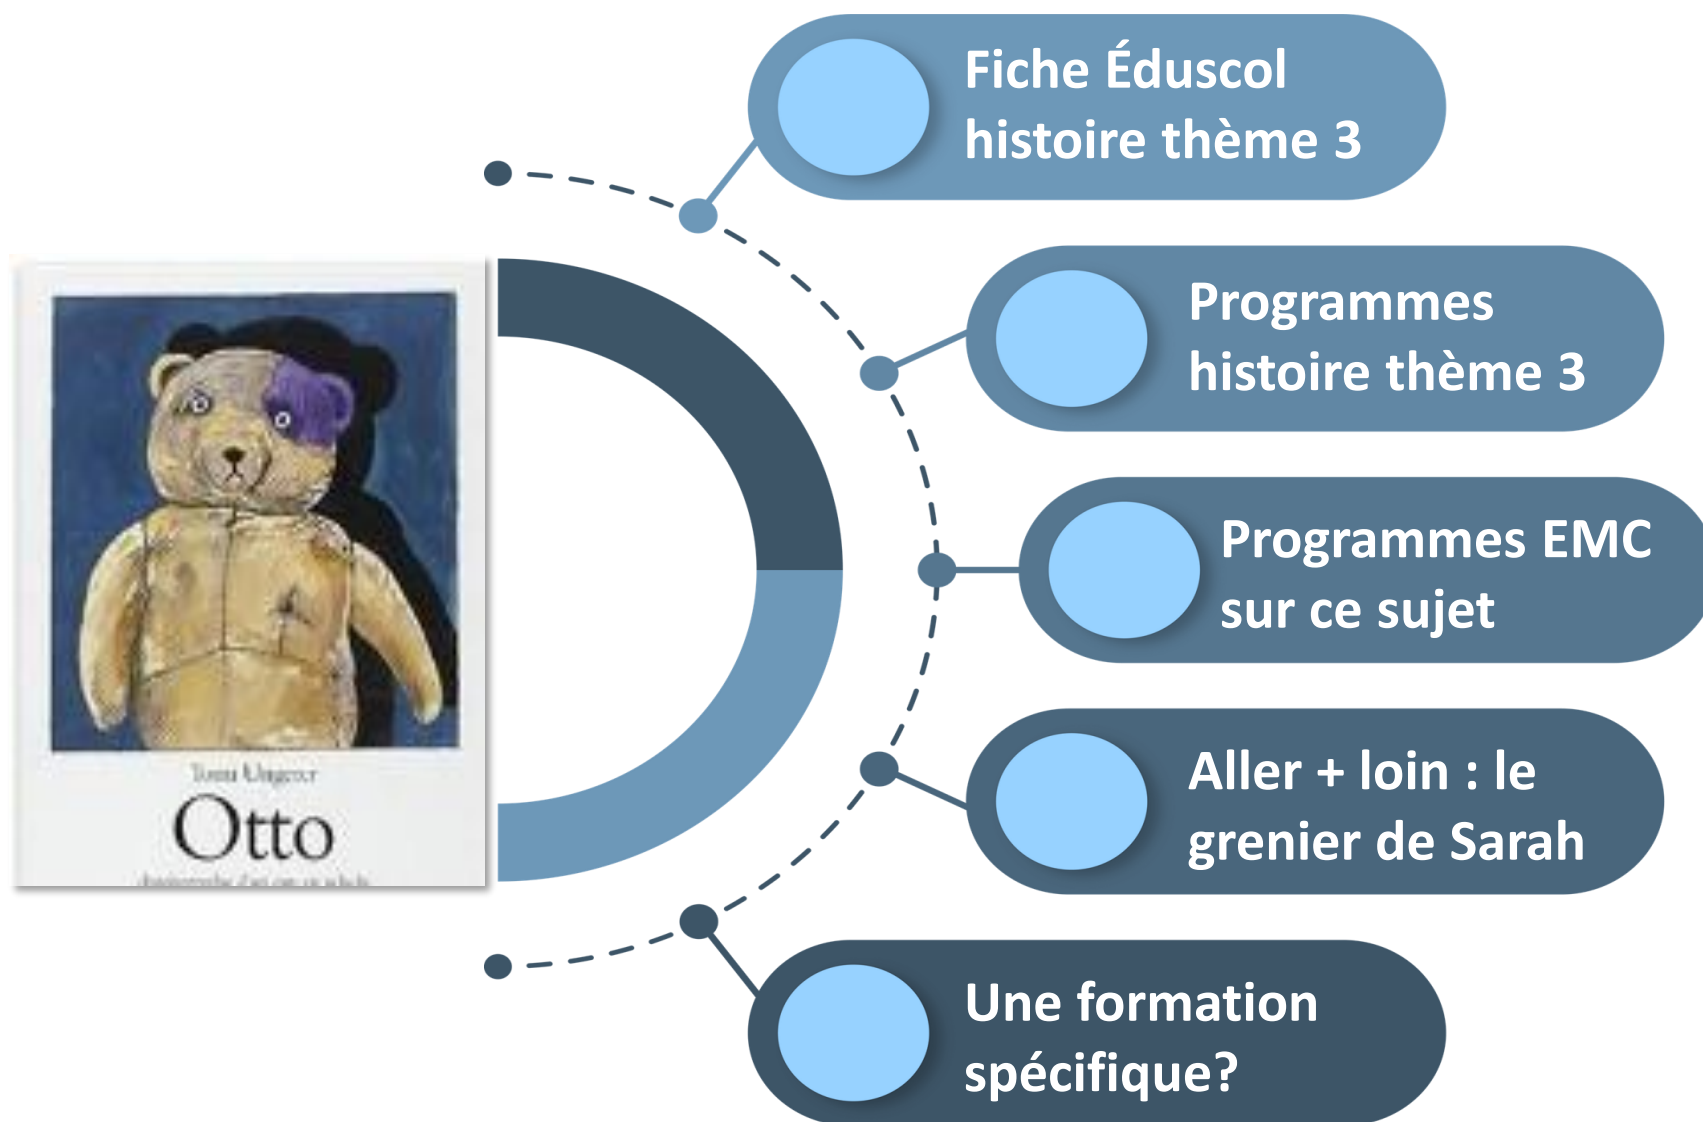 Fiche Éduscol
histoire thème 3
Programmes
histoire thème 3
Programmes EMC
sur ce sujet
Aller + loin : le
grenier de Sarah
Une formation
spécifique?
Tomi Ungerer
Otto